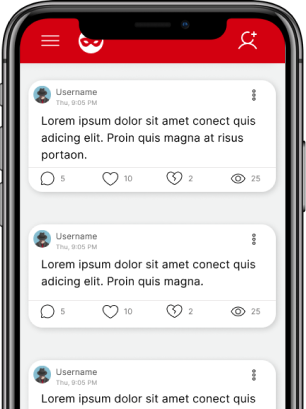 Username
Thu, 9:05 PM
Lorem ipsum dolor sit amet conect quis
adicing elit. Proin quis magna at risus
portaon.
5 10 2 25
Username
Thu, 9:05 PM
Lorem ipsum dolor sit amet conect quis
adicing elit. Proin quis magna.
5 10 2 25
Username
Thu, 9:05 PM
Lorem ipsum dolor sit amet conect quis